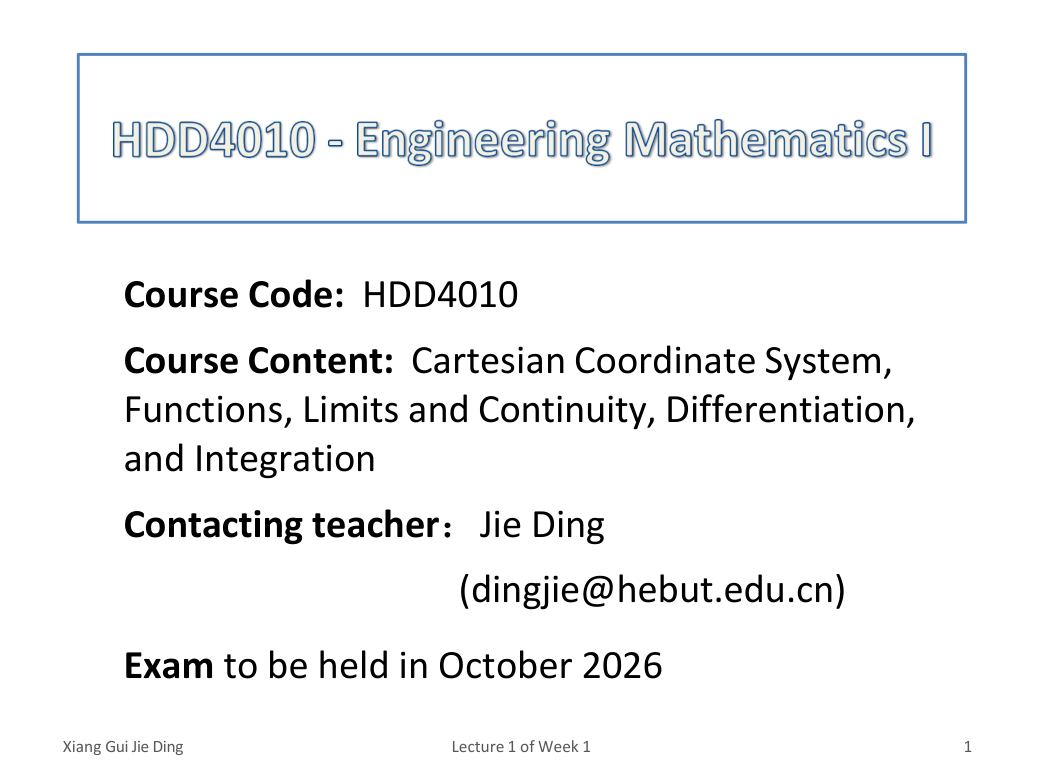 HDD4010 - Engineering Mathematics I
Course Code: HDD4010
Course Content: Cartesian Coordinate System,
Functions, Limits and Continuity, Differentiation,
and Integration
Contacting teacher： Jie Ding
(dingjie@hebut.edu.cn)
Exam to be held in October 2026
Xiang Gui Jie Ding
Lecture 1 of Week 1
1